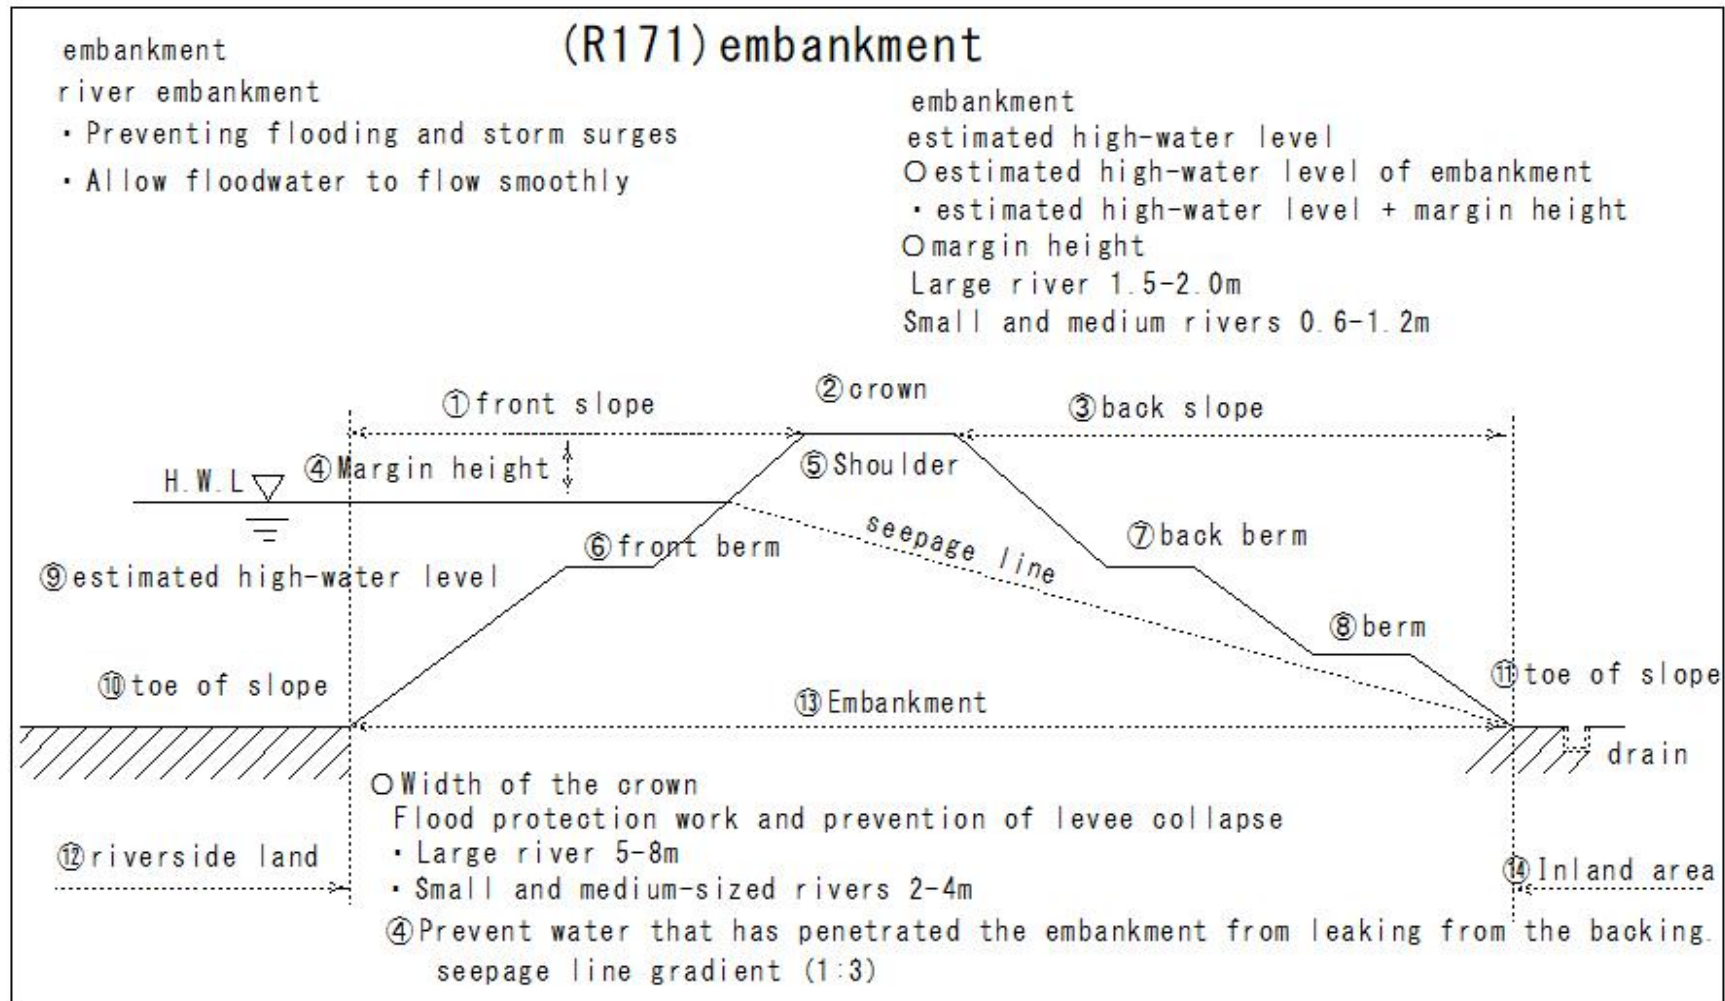 (R171)embankment
embankment
river embankment
・Preventing flooding and storm surges
・Allow floodwater to flow smoothly
embankment
estimated high-water level
○estimated high-water level of embankment
・estimated high-water level + margin height
○margin height
Large river 1.5-2.0m
Small and medium rivers 0.6-1.2m
①front slope
②crown
③back slope
④Margin height
⑤Shoulder
H.W.L
⑥front berm
seepage line
⑦back berm
⑨estimated high-water level
⑧berm
⑩toe of slope
⑪toe of slope
⑬Embankment
drain
○Width of the crown
Flood protection work and prevention of levee collapse
・Large river 5-8m
・Small and medium-sized rivers 2-4m
⑫riverside land
⑭Inland area
④Prevent water that has penetrated the embankment from leaking from the backing.
seepage line gradient (1:3)